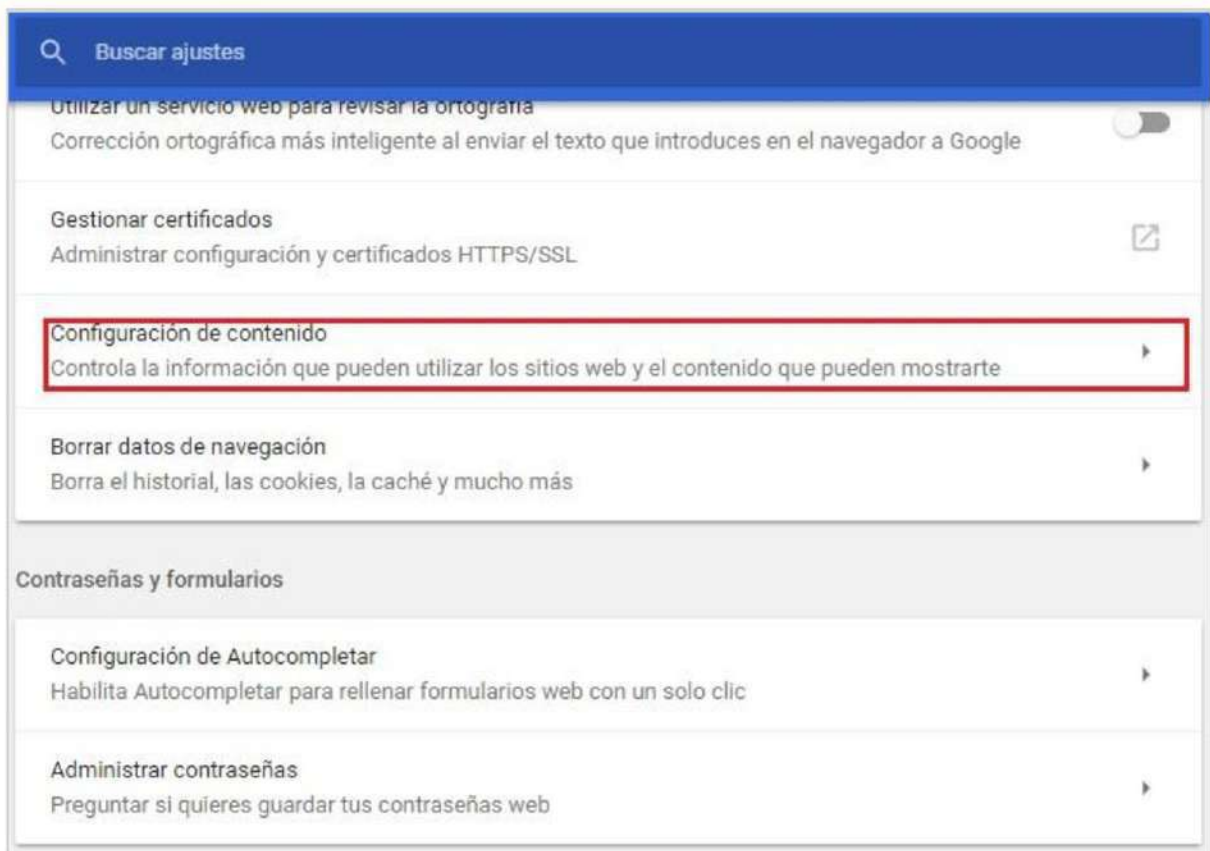 Buscar ajustes
Utilizar un servicio web para revisar la ortografía
Corrección ortográfica más inteligente al enviar el texto que introduces en el navegador a Google
Gestionar certificados
Administrar configuración y certificados HTTPS/SSL
Configuración de contenido
Controla la información que pueden utilizar los sitios web y el contenido que pueden mostrarte
Borrar datos de navegación
Borra el historial, las cookies, la caché y mucho más
Contraseñas y formularios
Configuración de Autocompletar
Habilita Autocompletar para rellenar formularios web con un solo clic
Administrar contraseñas
Preguntar si quieres guardar tus contraseñas web